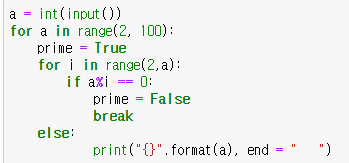 a = int(input())
for a in range(2, 100):
    prime = True
    for i in range(2,a):
        if a%i == 0:
            prime = False
            break
    else:
            print("{}".format(a), end = "   ")